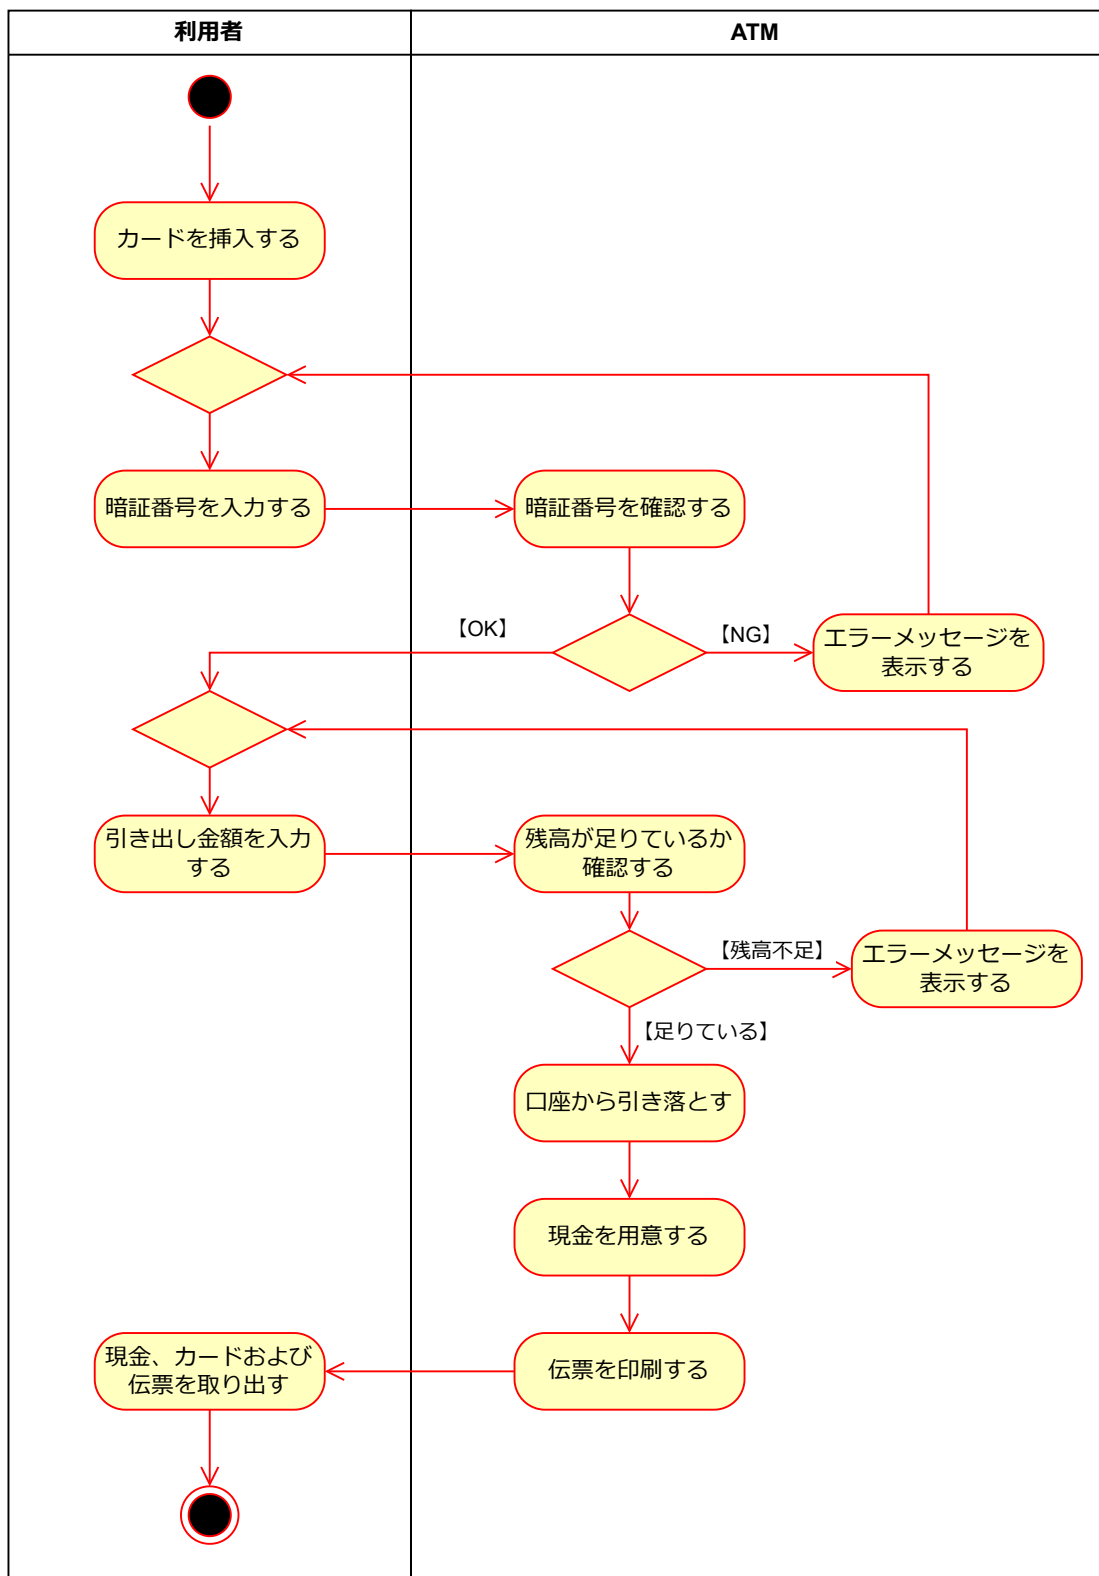 利用者
ATM
カードを挿入する
暗証番号を入力する
暗証番号を確認する
【OK】
【NG】
エラーメッセージを
表示する
引き出し金額を入力
する
残高が足りているか
確認する
【残高不足】
エラーメッセージを
表示する
【足りている】
口座から引き落とす
現金を用意する
現金、カードおよび
伝票を取り出す
伝票を印刷する